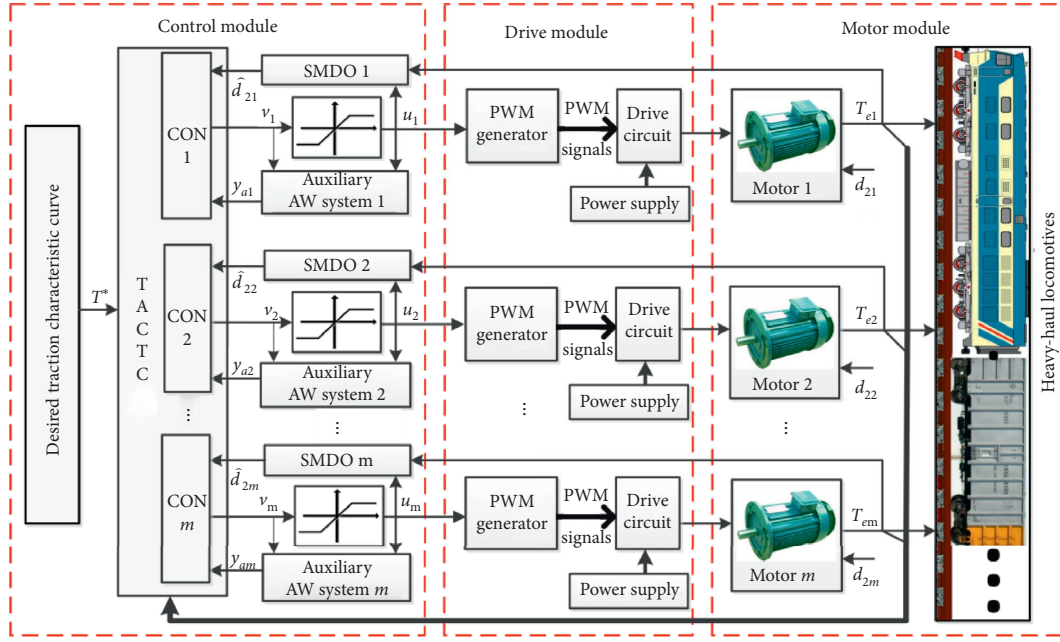 Control module
Drive module
Motor module
Desired traction characteristic curve
T*
T
A
C
T
C
CON
1
d̂21
SMDO 1
v1
u1
ya1
Auxiliary
AW system 1
PWM
generator
PWM
signals
Drive
circuit
Power supply
Motor 1
Te1
d21
CON
2
d̂22
SMDO 2
v2
u2
ya2
Auxiliary
AW system 2
PWM
generator
PWM
signals
Drive
circuit
Power supply
Motor 2
Te2
d22
...
...
...
...
CON
m
d̂2m
SMDO m
vm
um
yam
Auxiliary
AW system m
PWM
generator
PWM
signals
Drive
circuit
Power supply
Motor m
Tem
d2m
Heavy-haul locomotives